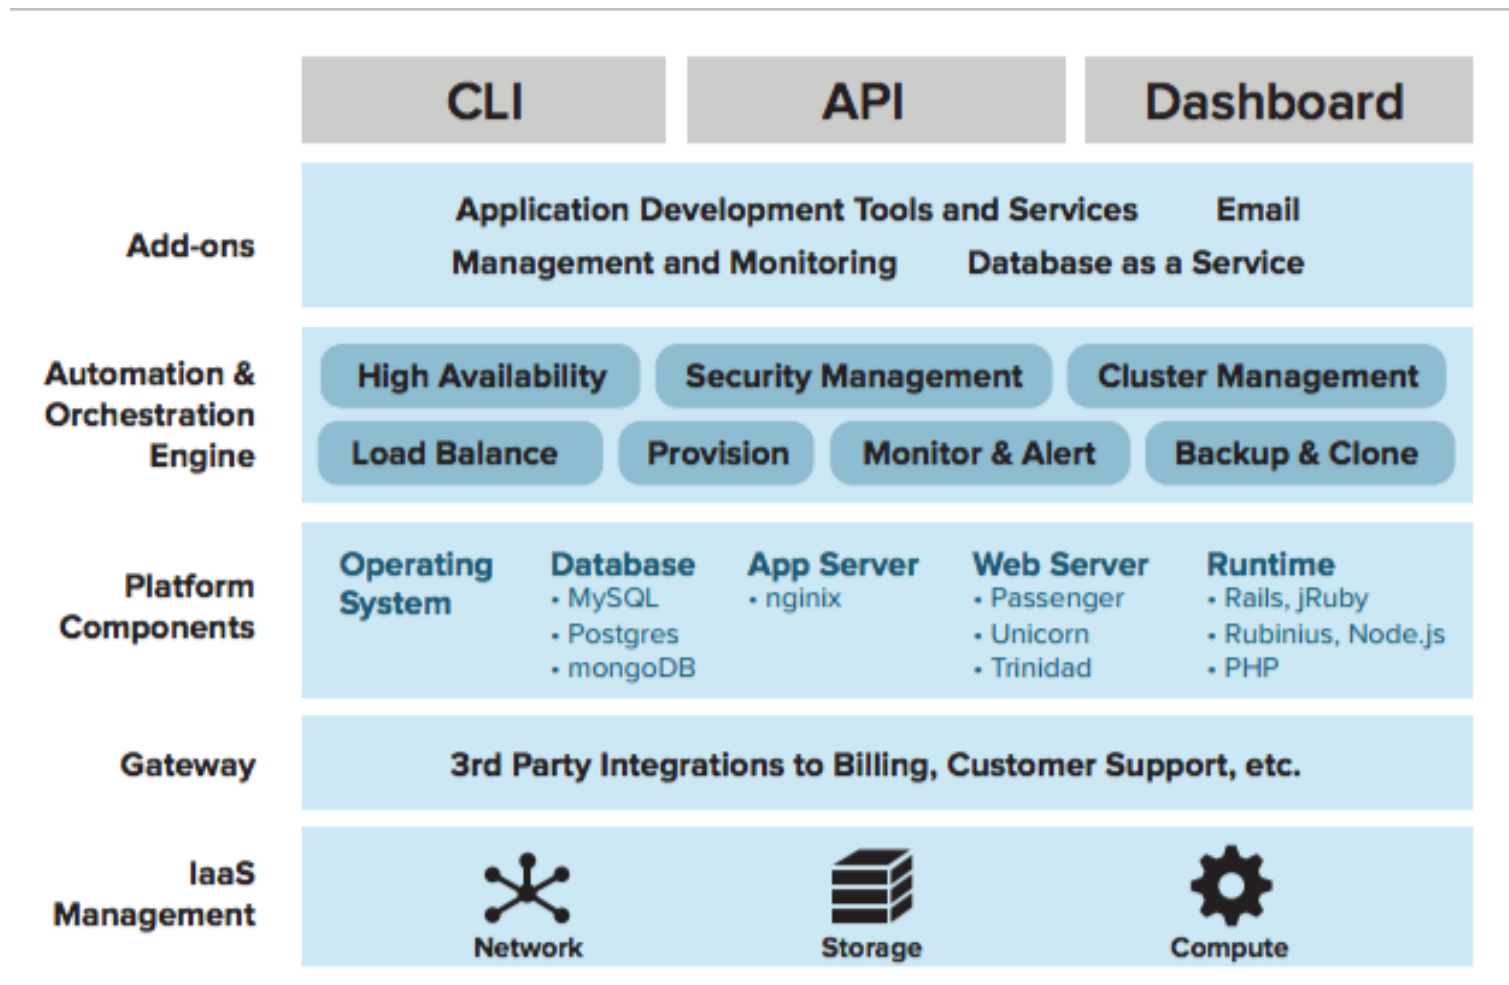 CLI
API
Dashboard
Add-ons
Application Development Tools and Services
Email
Management and Monitoring
Database as a Service
Automation &
Orchestration
Engine
High Availability
Security Management
Cluster Management
Load Balance
Provision
Monitor & Alert
Backup & Clone
Platform
Components
Operating
System
Database
• MySQL
• Postgres
• mongoDB
App Server
• nginix
Web Server
• Passenger
• Unicorn
• Trinidad
Runtime
• Rails, jRuby
• Rubinius, Node.js
• PHP
Gateway
3rd Party Integrations to Billing, Customer Support, etc.
IaaS
Management
Network
Storage
Compute